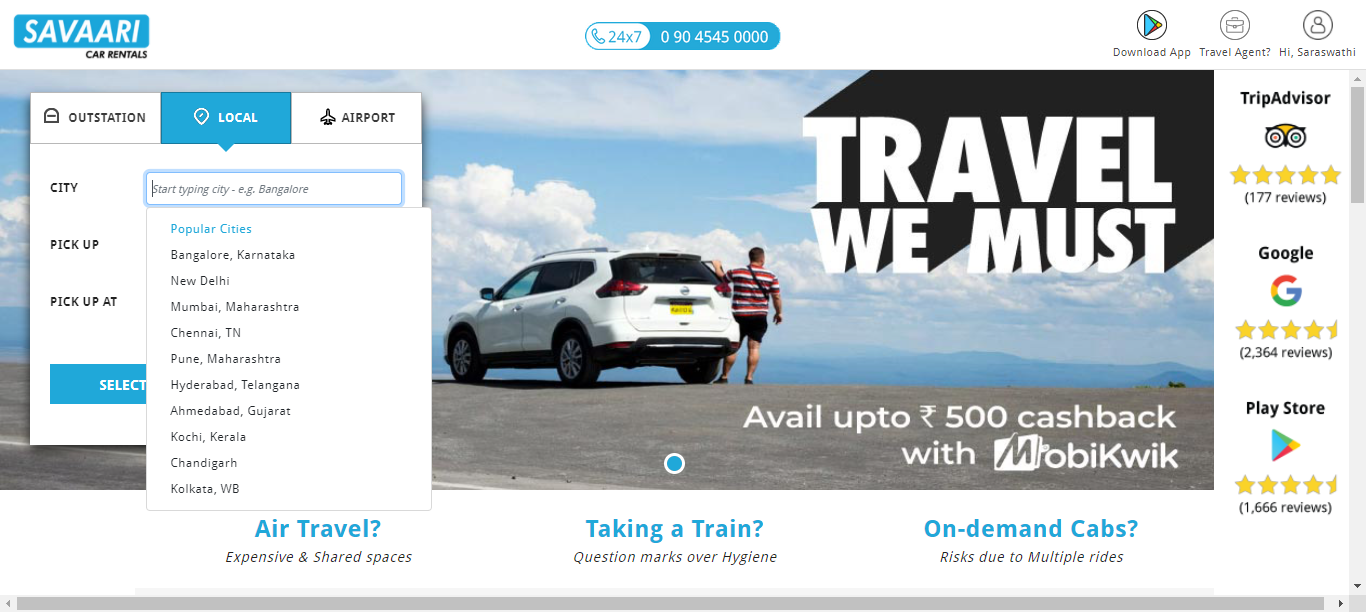 SAVAARI
CAR RENTALS
24x7 0 90 4545 0000
Download App
Travel Agent?
Hi, Saraswathi
OUTSTATION
LOCAL
AIRPORT
CITY
Start typing city - e.g. Bangalore
PICK UP
PICK UP AT
SELECT
Popular Cities
Bangalore, Karnataka
New Delhi
Mumbai, Maharashtra
Chennai, TN
Pune, Maharashtra
Hyderabad, Telangana
Ahmedabad, Gujarat
Kochi, Kerala
Chandigarh
Kolkata, WB
TRAVEL
WE MUST
Avail upto ₹ 500 cashback
with MobiKwik
TripAdvisor
(177 reviews)
Google
(2,364 reviews)
Play Store
(1,666 reviews)
Air Travel?
Expensive & Shared spaces
Taking a Train?
Question marks over Hygiene
On-demand Cabs?
Risks due to Multiple rides